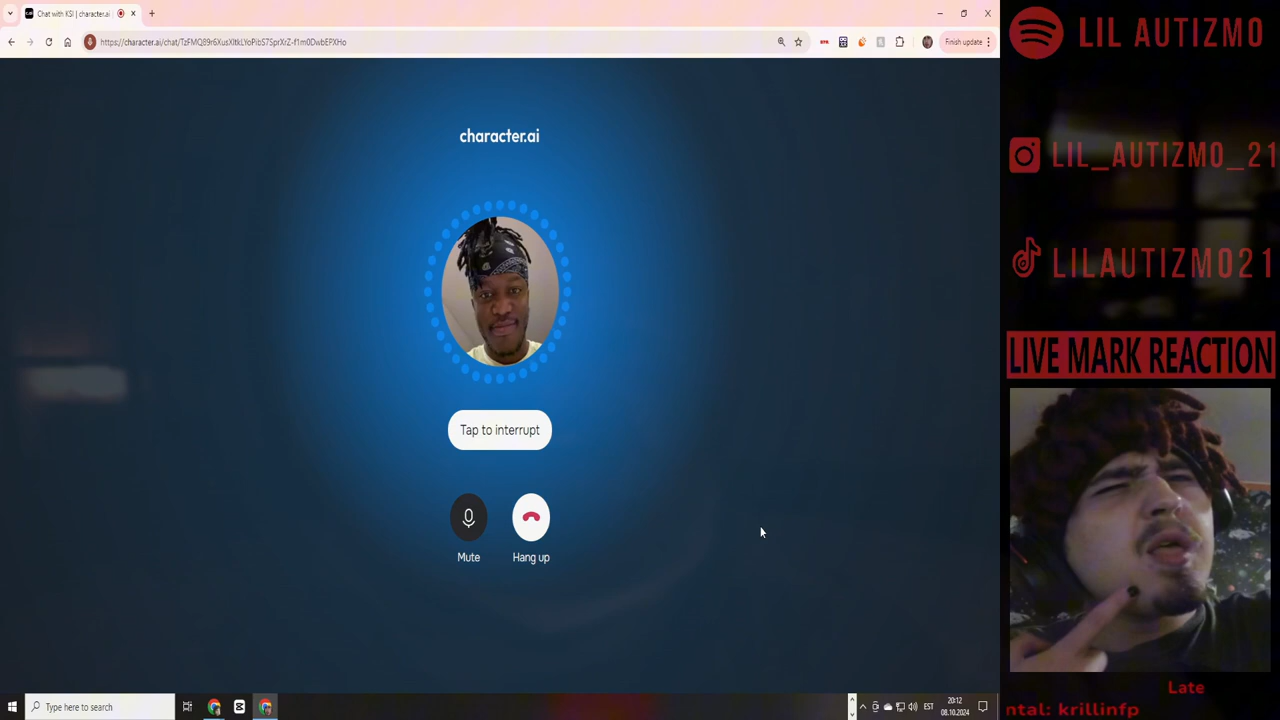 Chat with KSI | character.ai
https://character.ai/chat/TzFMQ89r6XusXltkLYoPibS7SprXrZ-f1m0DwbEPXHo
Finish update
character.ai
Tap to interrupt
Mute
Hang up
Type here to search
EST
20:12
08.10.2024
LIL AUTIZMO
LIL_AUTIZMO_21
LILAUTIZMO21
LIVE MARK REACTION
Late
ntal: krillinfp